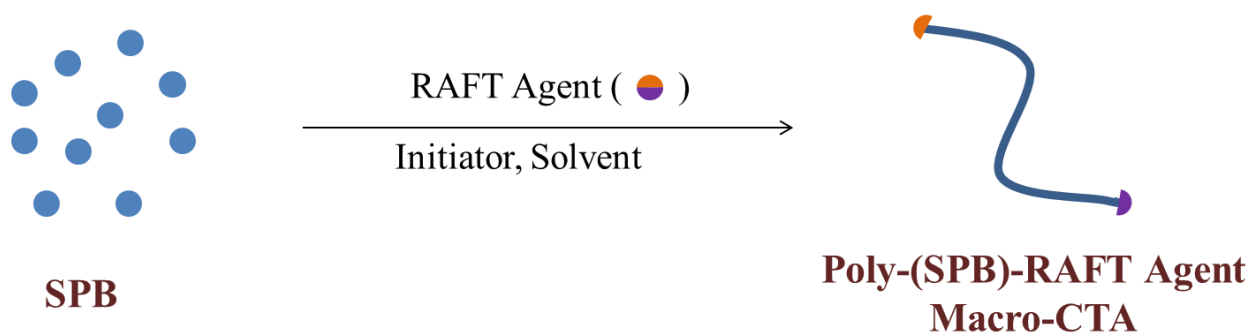 RAFT Agent ( )
Initiator, Solvent
SPB
Poly-(SPB)-RAFT Agent
Macro-CTA